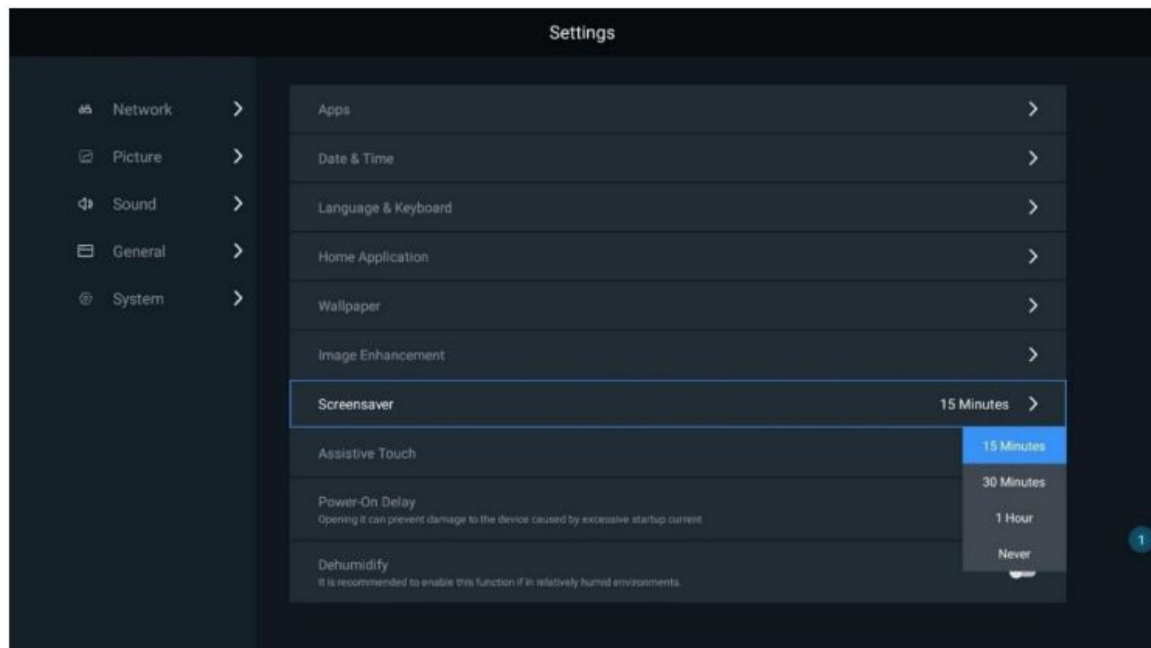 Settings
Network
Picture
Sound
General
System
Apps
Date & Time
Language & Keyboard
Home Application
Wallpaper
Image Enhancement
Screensaver 15 Minutes
Assistive Touch
15 Minutes
30 Minutes
1 Hour
Never
Power-On Delay
Opening it can prevent damage to the device caused by excessive startup current
Dehumidify
It is recommended to enable this function if in relatively humid environments.
1